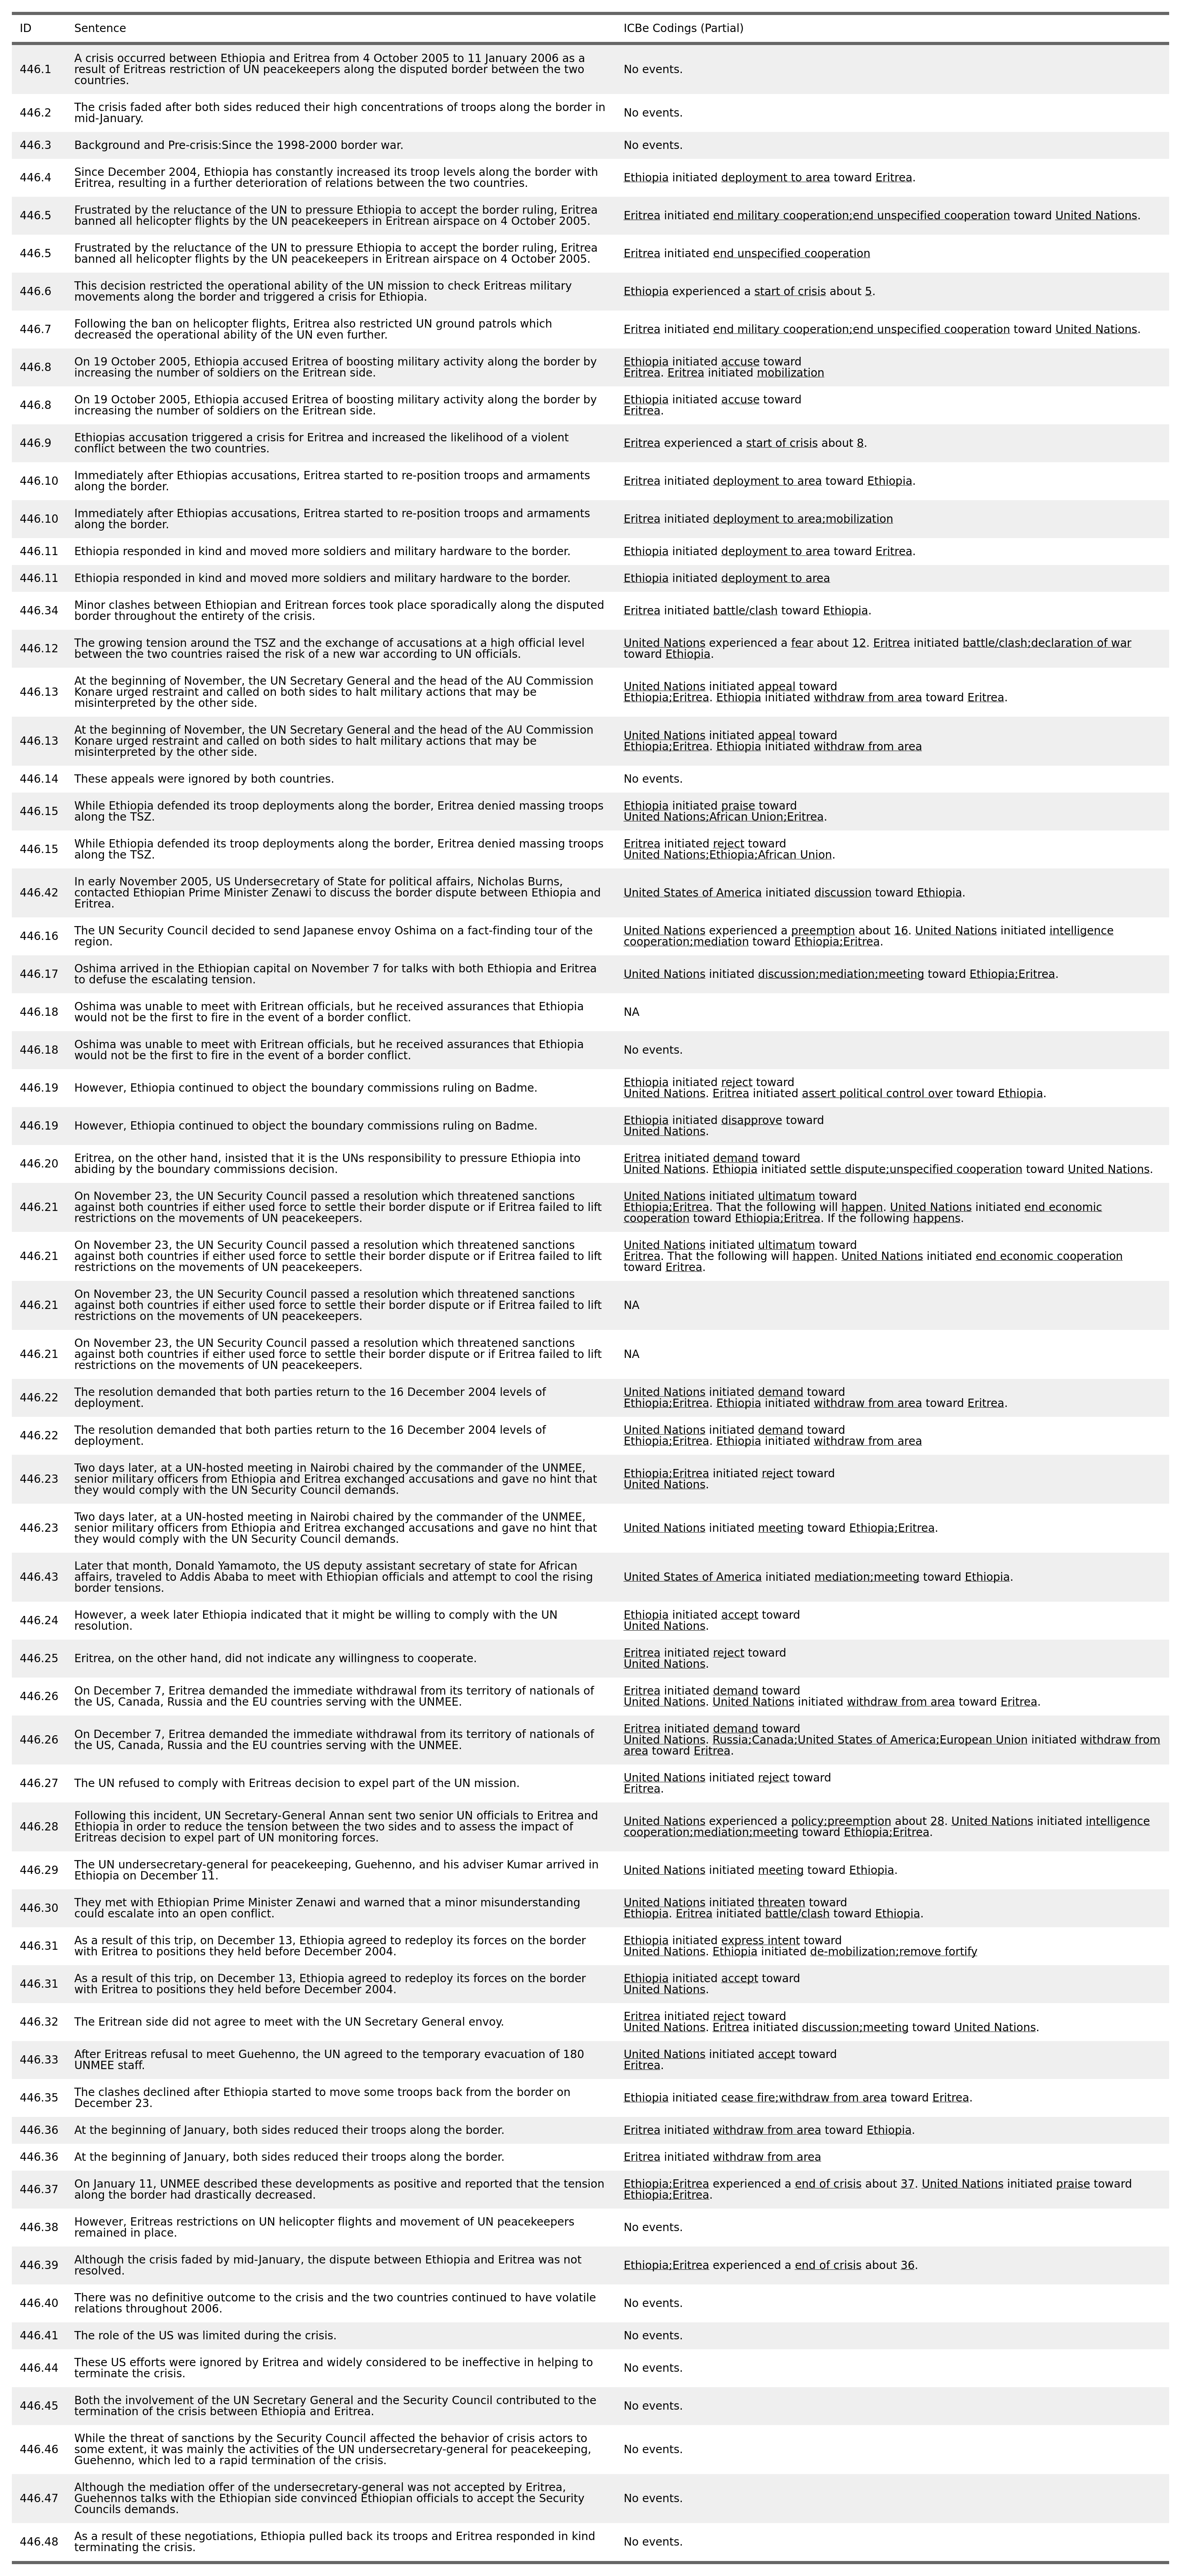 ID Sentence ICBe Codings (Partial)
446.1 A crisis occurred between Ethiopia and Eritrea from 4 October 2005 to 11 January 2006 as a
result of Eritreas restriction of UN peacekeepers along the disputed border between the two
countries.
No events.
446.2 The crisis faded after both sides reduced their high concentrations of troops along the border in
mid-January.
No events.
446.3 Background and Pre-crisis:Since the 1998-2000 border war. No events.
446.4 Since December 2004, Ethiopia has constantly increased its troop levels along the border with
Eritrea, resulting in a further deterioration of relations between the two countries.
Ethiopia initiated deployment to area toward Eritrea.
446.5 Frustrated by the reluctance of the UN to pressure Ethiopia to accept the border ruling, Eritrea
banned all helicopter flights by the UN peacekeepers in Eritrean airspace on 4 October 2005.
Eritrea initiated end military cooperation;end unspecified cooperation toward United Nations.
446.5 Frustrated by the reluctance of the UN to pressure Ethiopia to accept the border ruling, Eritrea
banned all helicopter flights by the UN peacekeepers in Eritrean airspace on 4 October 2005.
Eritrea initiated end unspecified cooperation
446.6 This decision restricted the operational ability of the UN mission to check Eritreas military
movements along the border and triggered a crisis for Ethiopia.
Ethiopia experienced a start of crisis about 5.
446.7 Following the ban on helicopter flights, Eritrea also restricted UN ground patrols which
decreased the operational ability of the UN even further.
Eritrea initiated end military cooperation;end unspecified cooperation toward United Nations.
446.8 On 19 October 2005, Ethiopia accused Eritrea of boosting military activity along the border by
increasing the number of soldiers on the Eritrean side.
Ethiopia initiated accuse toward
Eritrea. Eritrea initiated mobilization
446.8 On 19 October 2005, Ethiopia accused Eritrea of boosting military activity along the border by
increasing the number of soldiers on the Eritrean side.
Ethiopia initiated accuse toward
Eritrea.
446.9 Ethiopias accusation triggered a crisis for Eritrea and increased the likelihood of a violent
conflict between the two countries.
Eritrea experienced a start of crisis about 8.
446.10 Immediately after Ethiopias accusations, Eritrea started to re-position troops and armaments
along the border.
Eritrea initiated deployment to area toward Ethiopia.
446.10 Immediately after Ethiopias accusations, Eritrea started to re-position troops and armaments
along the border.
Eritrea initiated deployment to area;mobilization
446.11 Ethiopia responded in kind and moved more soldiers and military hardware to the border. Ethiopia initiated deployment to area toward Eritrea.
446.11 Ethiopia responded in kind and moved more soldiers and military hardware to the border. Ethiopia initiated deployment to area
446.34 Minor clashes between Ethiopian and Eritrean forces took place sporadically along the disputed
border throughout the entirety of the crisis.
Eritrea initiated battle/clash toward Ethiopia.
446.12 The growing tension around the TSZ and the exchange of accusations at a high official level
between the two countries raised the risk of a new war according to UN officials.
United Nations experienced a fear about 12. Eritrea initiated battle/clash;declaration of war
toward Ethiopia.
446.13 At the beginning of November, the UN Secretary General and the head of the AU Commission
Konare urged restraint and called on both sides to halt military actions that may be
misinterpreted by the other side.
United Nations initiated appeal toward
Ethiopia;Eritrea. Ethiopia initiated withdraw from area toward Eritrea.
446.13 At the beginning of November, the UN Secretary General and the head of the AU Commission
Konare urged restraint and called on both sides to halt military actions that may be
misinterpreted by the other side.
United Nations initiated appeal toward
Ethiopia;Eritrea. Ethiopia initiated withdraw from area
446.14 These appeals were ignored by both countries. No events.
446.15 While Ethiopia defended its troop deployments along the border, Eritrea denied massing troops
along the TSZ.
Ethiopia initiated praise toward
United Nations;African Union;Eritrea.
446.15 While Ethiopia defended its troop deployments along the border, Eritrea denied massing troops
along the TSZ.
Eritrea initiated reject toward
United Nations;Ethiopia;African Union.
446.42 In early November 2005, US Undersecretary of State for political affairs, Nicholas Burns,
contacted Ethiopian Prime Minister Zenawi to discuss the border dispute between Ethiopia and
Eritrea.
United States of America initiated discussion toward Ethiopia.
446.16 The UN Security Council decided to send Japanese envoy Oshima on a fact-finding tour of the
region.
United Nations experienced a preemption about 16. United Nations initiated intelligence
cooperation;mediation toward Ethiopia;Eritrea.
446.17 Oshima arrived in the Ethiopian capital on November 7 for talks with both Ethiopia and Eritrea
to defuse the escalating tension.
United Nations initiated discussion;mediation;meeting toward Ethiopia;Eritrea.
446.18 Oshima was unable to meet with Eritrean officials, but he received assurances that Ethiopia
would not be the first to fire in the event of a border conflict.
NA
446.18 Oshima was unable to meet with Eritrean officials, but he received assurances that Ethiopia
would not be the first to fire in the event of a border conflict.
No events.
446.19 However, Ethiopia continued to object the boundary commissions ruling on Badme.
Ethiopia initiated reject toward
United Nations. Eritrea initiated assert political control over toward Ethiopia.
446.19 However, Ethiopia continued to object the boundary commissions ruling on Badme.
Ethiopia initiated disapprove toward
United Nations.
446.20 Eritrea, on the other hand, insisted that it is the UNs responsibility to pressure Ethiopia into
abiding by the boundary commissions decision.
Eritrea initiated demand toward
United Nations. Ethiopia initiated settle dispute;unspecified cooperation toward United Nations.
446.21 On November 23, the UN Security Council passed a resolution which threatened sanctions
against both countries if either used force to settle their border dispute or if Eritrea failed to lift
restrictions on the movements of UN peacekeepers.
United Nations initiated ultimatum toward
Ethiopia;Eritrea. That the following will happen. United Nations initiated end economic
cooperation toward Ethiopia;Eritrea. If the following happens.
446.21 On November 23, the UN Security Council passed a resolution which threatened sanctions
against both countries if either used force to settle their border dispute or if Eritrea failed to lift
restrictions on the movements of UN peacekeepers.
United Nations initiated ultimatum toward
Eritrea. That the following will happen. United Nations initiated end economic cooperation
toward Eritrea.
446.21 On November 23, the UN Security Council passed a resolution which threatened sanctions
against both countries if either used force to settle their border dispute or if Eritrea failed to lift
restrictions on the movements of UN peacekeepers.
NA
446.21 On November 23, the UN Security Council passed a resolution which threatened sanctions
against both countries if either used force to settle their border dispute or if Eritrea failed to lift
restrictions on the movements of UN peacekeepers.
NA
446.22 The resolution demanded that both parties return to the 16 December 2004 levels of
deployment.
United Nations initiated demand toward
Ethiopia;Eritrea. Ethiopia initiated withdraw from area toward Eritrea.
446.22 The resolution demanded that both parties return to the 16 December 2004 levels of
deployment.
United Nations initiated demand toward
Ethiopia;Eritrea. Ethiopia initiated withdraw from area
446.23 Two days later, at a UN-hosted meeting in Nairobi chaired by the commander of the UNMEE,
senior military officers from Ethiopia and Eritrea exchanged accusations and gave no hint that
they would comply with the UN Security Council demands.
Ethiopia;Eritrea initiated reject toward
United Nations.
446.23 Two days later, at a UN-hosted meeting in Nairobi chaired by the commander of the UNMEE,
senior military officers from Ethiopia and Eritrea exchanged accusations and gave no hint that
they would comply with the UN Security Council demands.
United Nations initiated meeting toward Ethiopia;Eritrea.
446.43 Later that month, Donald Yamamoto, the US deputy assistant secretary of state for African
affairs, traveled to Addis Ababa to meet with Ethiopian officials and attempt to cool the rising
border tensions.
United States of America initiated mediation;meeting toward Ethiopia.
446.24 However, a week later Ethiopia indicated that it might be willing to comply with the UN
resolution.
Ethiopia initiated accept toward
United Nations.
446.25 Eritrea, on the other hand, did not indicate any willingness to cooperate.
Eritrea initiated reject toward
United Nations.
446.26 On December 7, Eritrea demanded the immediate withdrawal from its territory of nationals of
the US, Canada, Russia and the EU countries serving with the UNMEE.
Eritrea initiated demand toward
United Nations. United Nations initiated withdraw from area toward Eritrea.
446.26 On December 7, Eritrea demanded the immediate withdrawal from its territory of nationals of
the US, Canada, Russia and the EU countries serving with the UNMEE.
Eritrea initiated demand toward
United Nations. Russia;Canada;United States of America;European Union initiated withdraw from
area toward Eritrea.
446.27 The UN refused to comply with Eritreas decision to expel part of the UN mission.
United Nations initiated reject toward
Eritrea.
446.28 Following this incident, UN Secretary-General Annan sent two senior UN officials to Eritrea and
Ethiopia in order to reduce the tension between the two sides and to assess the impact of
Eritreas decision to expel part of UN monitoring forces.
United Nations experienced a policy;preemption about 28. United Nations initiated intelligence
cooperation;mediation;meeting toward Ethiopia;Eritrea.
446.29 The UN undersecretary-general for peacekeeping, Guehenno, and his adviser Kumar arrived in
Ethiopia on December 11.
United Nations initiated meeting toward Ethiopia.
446.30 They met with Ethiopian Prime Minister Zenawi and warned that a minor misunderstanding
could escalate into an open conflict.
United Nations initiated threaten toward
Ethiopia. Eritrea initiated battle/clash toward Ethiopia.
446.31 As a result of this trip, on December 13, Ethiopia agreed to redeploy its forces on the border
with Eritrea to positions they held before December 2004.
Ethiopia initiated express intent toward
United Nations. Ethiopia initiated de-mobilization;remove fortify
446.31 As a result of this trip, on December 13, Ethiopia agreed to redeploy its forces on the border
with Eritrea to positions they held before December 2004.
Ethiopia initiated accept toward
United Nations.
446.32 The Eritrean side did not agree to meet with the UN Secretary General envoy.
Eritrea initiated reject toward
United Nations. Eritrea initiated discussion;meeting toward United Nations.
446.33 After Eritreas refusal to meet Guehenno, the UN agreed to the temporary evacuation of 180
UNMEE staff.
United Nations initiated accept toward
Eritrea.
446.35 The clashes declined after Ethiopia started to move some troops back from the border on
December 23.
Ethiopia initiated cease fire;withdraw from area toward Eritrea.
446.36 At the beginning of January, both sides reduced their troops along the border. Eritrea initiated withdraw from area toward Ethiopia.
446.36 At the beginning of January, both sides reduced their troops along the border. Eritrea initiated withdraw from area
446.37 On January 11, UNMEE described these developments as positive and reported that the tension
along the border had drastically decreased.
Ethiopia;Eritrea experienced a end of crisis about 37. United Nations initiated praise toward
Ethiopia;Eritrea.
446.38 However, Eritreas restrictions on UN helicopter flights and movement of UN peacekeepers
remained in place.
No events.
446.39 Although the crisis faded by mid-January, the dispute between Ethiopia and Eritrea was not
resolved.
Ethiopia;Eritrea experienced a end of crisis about 36.
446.40 There was no definitive outcome to the crisis and the two countries continued to have volatile
relations throughout 2006.
No events.
446.41 The role of the US was limited during the crisis. No events.
446.44 These US efforts were ignored by Eritrea and widely considered to be ineffective in helping to
terminate the crisis.
No events.
446.45 Both the involvement of the UN Secretary General and the Security Council contributed to the
termination of the crisis between Ethiopia and Eritrea.
No events.
446.46 While the threat of sanctions by the Security Council affected the behavior of crisis actors to
some extent, it was mainly the activities of the UN undersecretary-general for peacekeeping,
Guehenno, which led to a rapid termination of the crisis.
No events.
446.47 Although the mediation offer of the undersecretary-general was not accepted by Eritrea,
Guehennos talks with the Ethiopian side convinced Ethiopian officials to accept the Security
Councils demands.
No events.
446.48 As a result of these negotiations, Ethiopia pulled back its troops and Eritrea responded in kind
terminating the crisis.
No events.